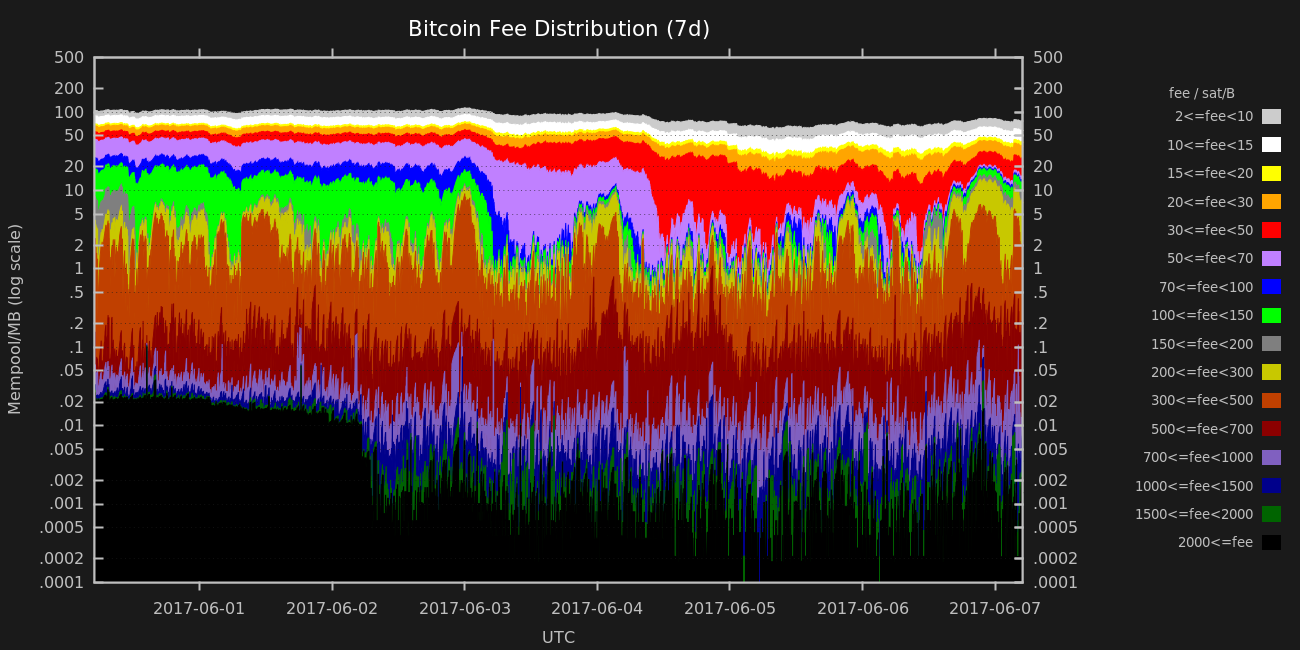 Bitcoin Fee Distribution (7d)
500
200
100
50
20
10
5
2
1
.5
.2
.1
.05
.02
.01
.005
.002
.001
.0005
.0002
.0001
Mempool/MB (log scale)
500
200
100
50
20
10
5
2
1
.5
.2
.1
.05
.02
.01
.005
.002
.001
.0005
.0002
.0001
2017-06-01 2017-06-02 2017-06-03 2017-06-04 2017-06-05 2017-06-06 2017-06-07
UTC
fee / sat/B
2<=fee<10
10<=fee<15
15<=fee<20
20<=fee<30
30<=fee<50
50<=fee<70
70<=fee<100
100<=fee<150
150<=fee<200
200<=fee<300
300<=fee<500
500<=fee<700
700<=fee<1000
1000<=fee<1500
1500<=fee<2000
2000<=fee